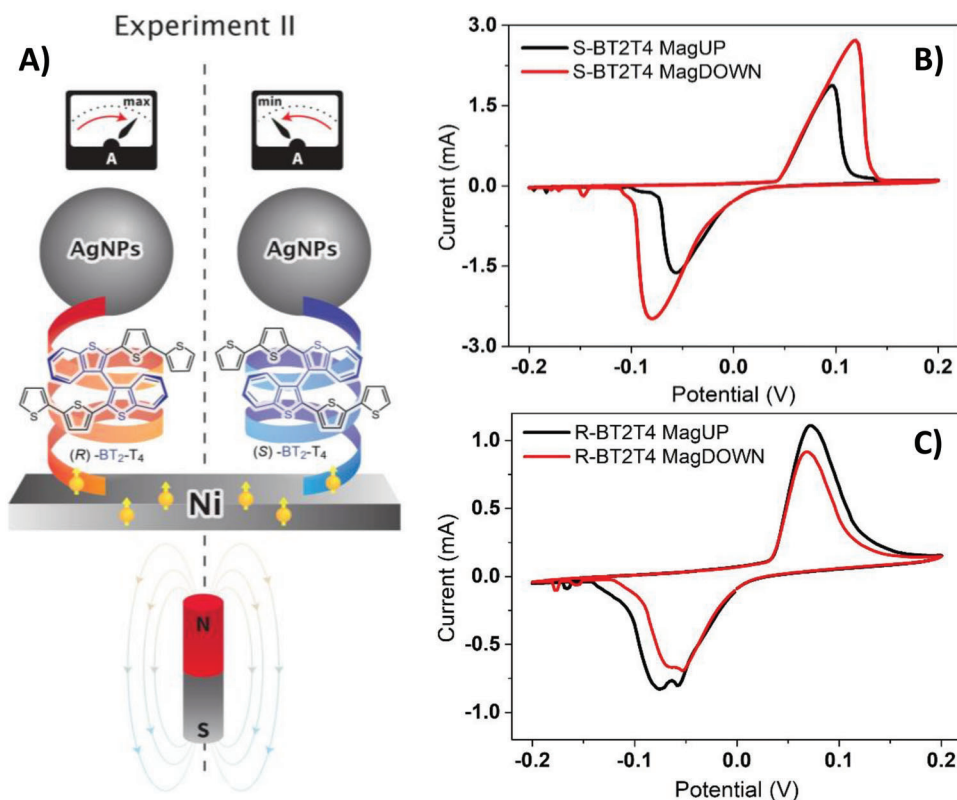 Experiment II
A)
max
A
min
A
AgNPs
AgNPs
S
S
S
S
S
S
S
S
S
S
S
S
(R) -BT2-T4
(S) -BT2-T4
Ni
N
S
B)
S-BT2T4 MagUP
S-BT2T4 MagDOWN
3.0
1.5
0.0
-1.5
-3.0
Current (mA)
-0.2
-0.1
0.0
0.1
0.2
Potential (V)
C)
R-BT2T4 MagUP
R-BT2T4 MagDOWN
1.0
0.5
0.0
-0.5
-1.0
Current (mA)
-0.2
-0.1
0.0
0.1
0.2
Potential (V)